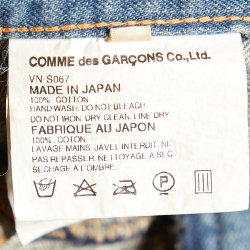 COMME des GARÇONS Co.,Ltd.
VN-S067
MADE IN JAPAN
100% COTTON
HAND WASK. DO NOT BLEACH.
DO NOT IRON. DRY CLEAN. LINE DRY.
FABRIQUE AU JAPON
100% COTTON
LAVAGE MAINS. JAVEL INTERDIT. NE
PAS REPASSER. NETTOYAGE A SEC
SECHAGE A L'OMBRE.
P